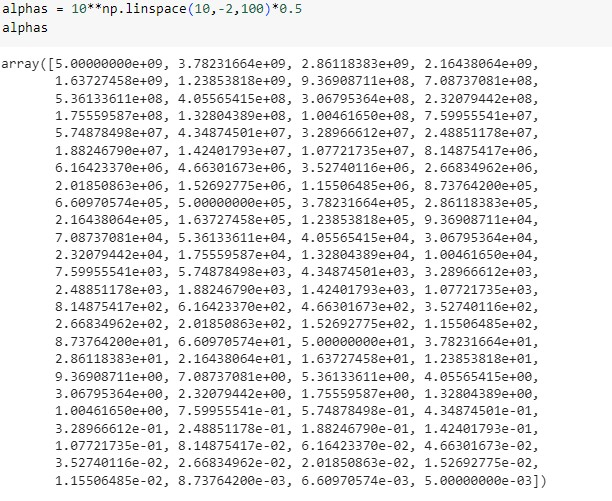 alphas = 10**np.linspace(10,-2,100)*0.5
alphas
array([5.00000000e+09, 3.78231664e+09, 2.86118383e+09, 2.16438064e+09,
1.63727458e+09, 1.23853818e+09, 9.36908711e+08, 7.08737081e+08,
5.36133611e+08, 4.05565415e+08, 3.06795364e+08, 2.32079442e+08,
1.75559587e+08, 1.32804389e+08, 1.00461650e+08, 7.59955541e+07,
5.74878498e+07, 4.34874501e+07, 3.28966612e+07, 2.48851178e+07,
1.88246790e+07, 1.42401793e+07, 1.07721735e+07, 8.14875417e+06,
6.16423370e+06, 4.66301673e+06, 3.52740116e+06, 2.66834962e+06,
2.01850863e+06, 1.52692775e+06, 1.15506485e+06, 8.73764200e+05,
6.60970574e+05, 5.00000000e+05, 3.78231664e+05, 2.86118383e+05,
2.16438064e+05, 1.63727458e+05, 1.23853818e+05, 9.36908711e+04,
7.08737081e+04, 5.36133611e+04, 4.05565415e+04, 3.06795364e+04,
2.32079442e+04, 1.75559587e+04, 1.32804389e+04, 1.00461650e+04,
7.59955541e+03, 5.74878498e+03, 4.34874501e+03, 3.28966612e+03,
2.48851178e+03, 1.88246790e+03, 1.42401793e+03, 1.07721735e+03,
8.14875417e+02, 6.16423370e+02, 4.66301673e+02, 3.52740116e+02,
2.66834962e+02, 2.01850863e+02, 1.52692775e+02, 1.15506485e+02,
8.73764200e+01, 6.60970574e+01, 5.00000000e+01, 3.78231664e+01,
2.86118383e+01, 2.16438064e+01, 1.63727458e+01, 1.23853818e+01,
9.36908711e+00, 7.08737081e+00, 5.36133611e+00, 4.05565415e+00,
3.06795364e+00, 2.32079442e+00, 1.75559587e+00, 1.32804389e+00,
1.00461650e+00, 7.59955541e-01, 5.74878498e-01, 4.34874501e-01,
3.28966612e-01, 2.48851178e-01, 1.88246790e-01, 1.42401793e-01,
1.07721735e-01, 8.14875417e-02, 6.16423370e-02, 4.66301673e-02,
3.52740116e-02, 2.66834962e-02, 2.01850863e-02, 1.52692775e-02,
1.15506485e-02, 8.73764200e-03, 6.60970574e-03, 5.00000000e-03])